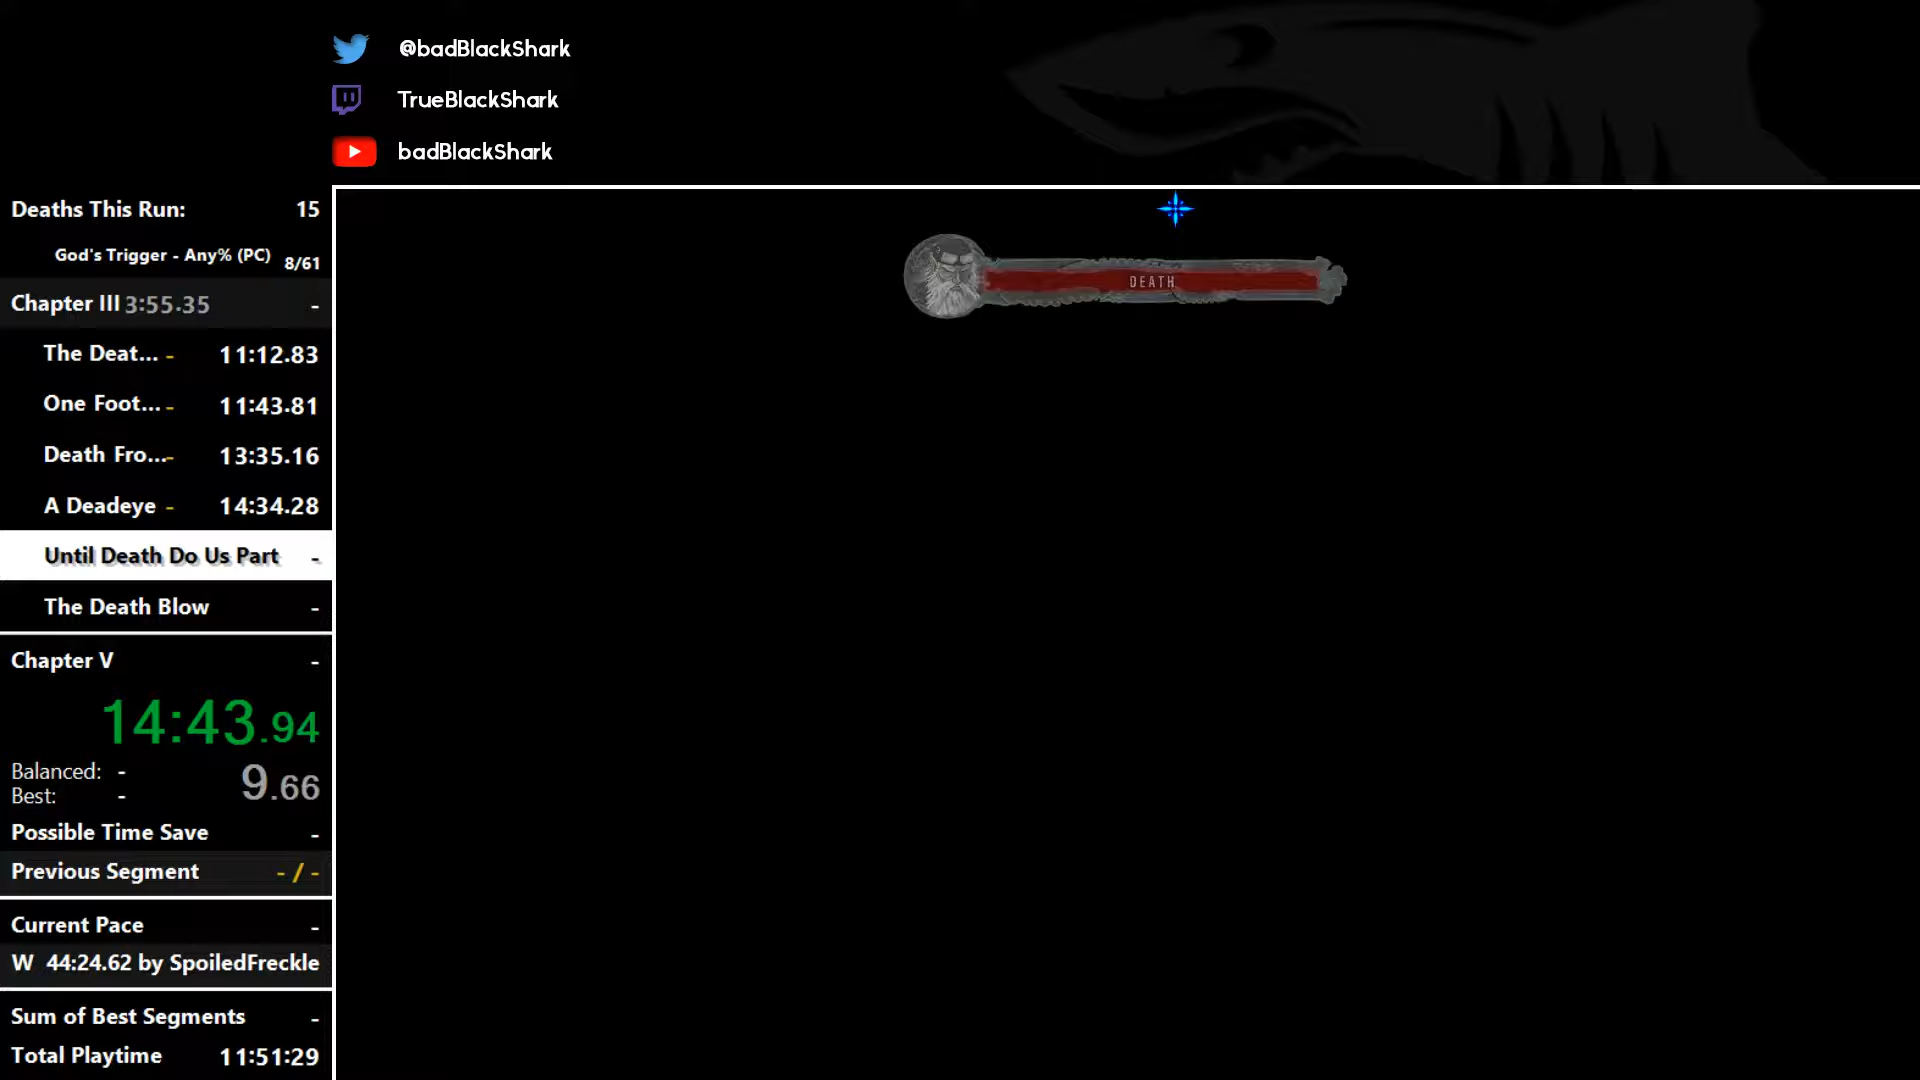 @badBlackShark
TrueBlackShark
badBlackShark
Deaths This Run: 15
God's Trigger - Any% (PC) 8/61
Chapter III 3:55.35 -
The Deat... - 11:12.83
One Foot... - 11:43.81
Death Fro...- 13:35.16
A Deadeye - 14:34.28
Until Death Do Us Part -
The Death Blow -
Chapter V -
14:43.94
Balanced: - 9.66
Best: -
Possible Time Save -
Previous Segment - / -
Current Pace -
W 44:24.62 by SpoiledFreckle
Sum of Best Segments -
Total Playtime 11:51:29
DEATH